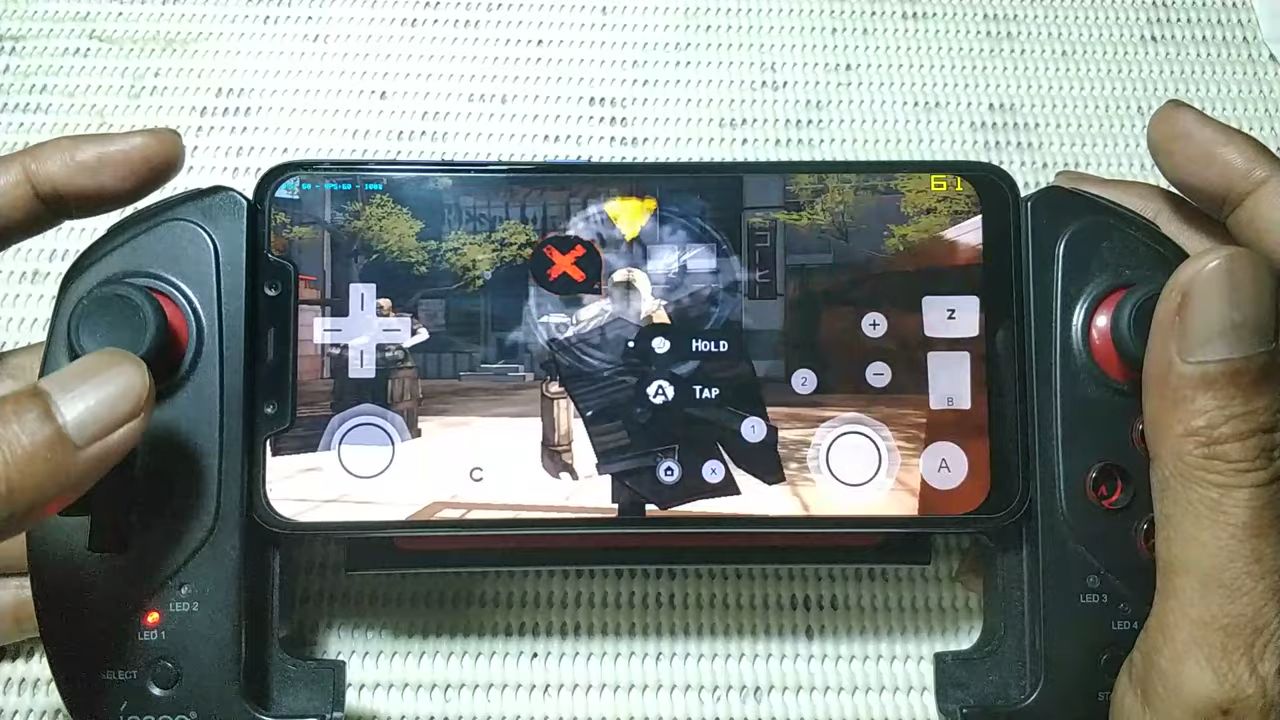 61
HOLD
A TAP
+
Z
2
−
B
1
C
X
A
LED 2
LED 1
SELECT
LED 3
LED 4